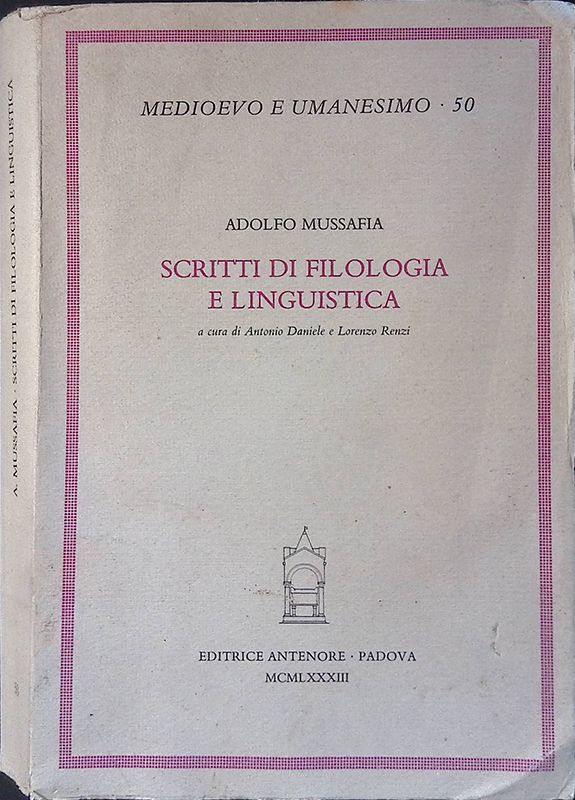 MEDIOEVO E UMANESIMO · 50
ADOLFO MUSSAFIA
SCRITTI DI FILOLOGIA
E LINGUISTICA
a cura di Antonio Daniele e Lorenzo Renzi
EDITRICE ANTENORE · PADOVA
MCMLXXXIII
A. MUSSAFIA · SCRITTI DI FILOLOGIA E LINGUISTICA